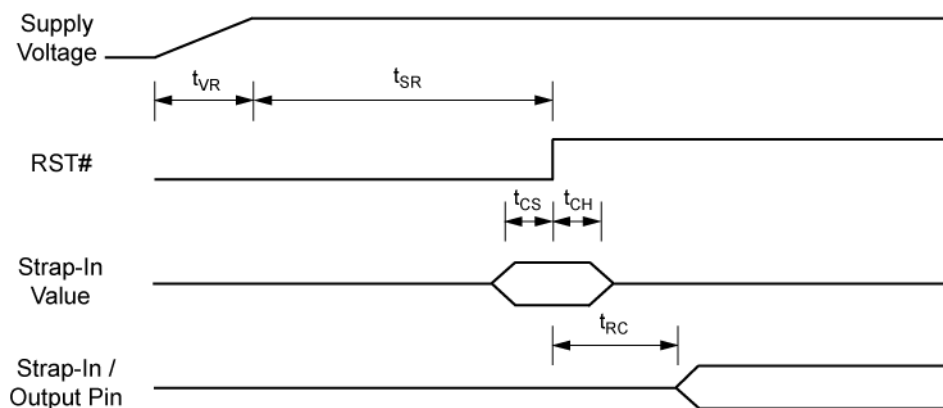 Supply
Voltage
tVR
tSR
RST#
tCS
tCH
Strap-In
Value
tRC
Strap-In /
Output Pin